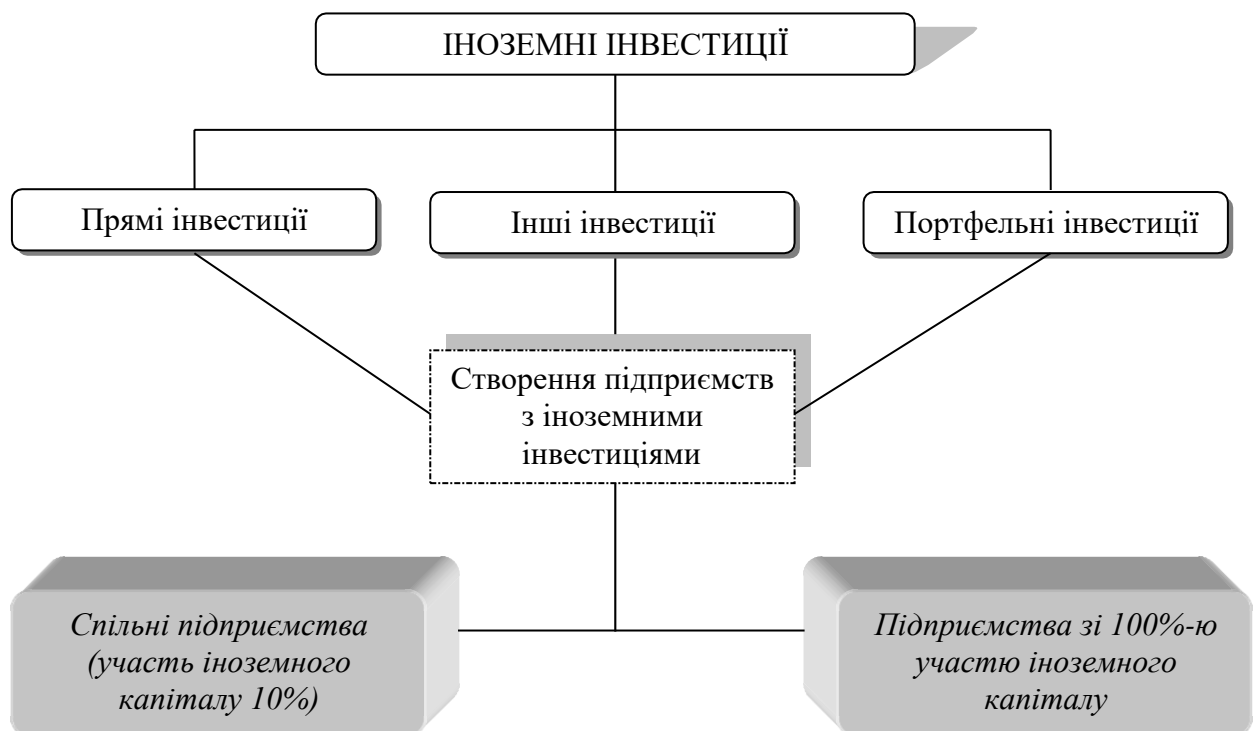 ІНОЗЕМНІ ІНВЕСТИЦІЇ
Прямі інвестиції
Інші інвестиції
Портфельні інвестиції
Створення підприємств
з іноземними
інвестиціями
Спільні підприємства
(участь іноземного
капіталу 10%)
Підприємства зі 100%-ю
участю іноземного
капіталу